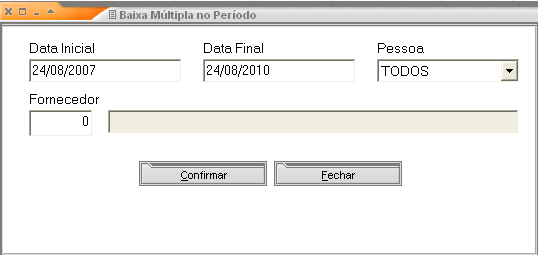 Baixa Múltipla no Período
Data Inicial Data Final Pessoa
24/08/2007 24/08/2010 TODOS
Fornecedor
0
Confirmar Fechar